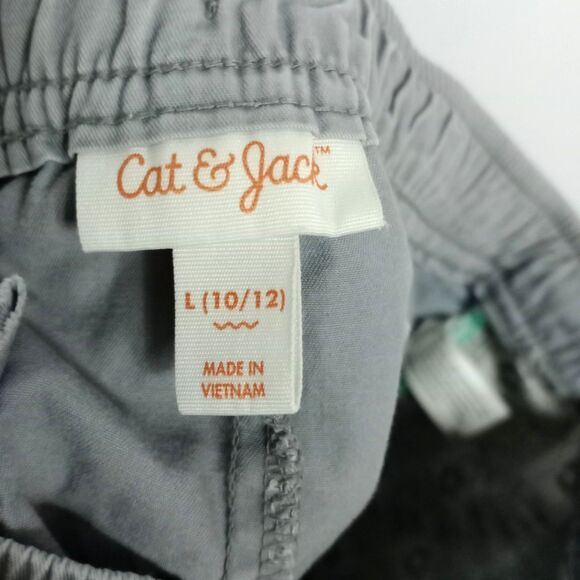 Cat & Jack™
L (10/12)
MADE IN
VIETNAM